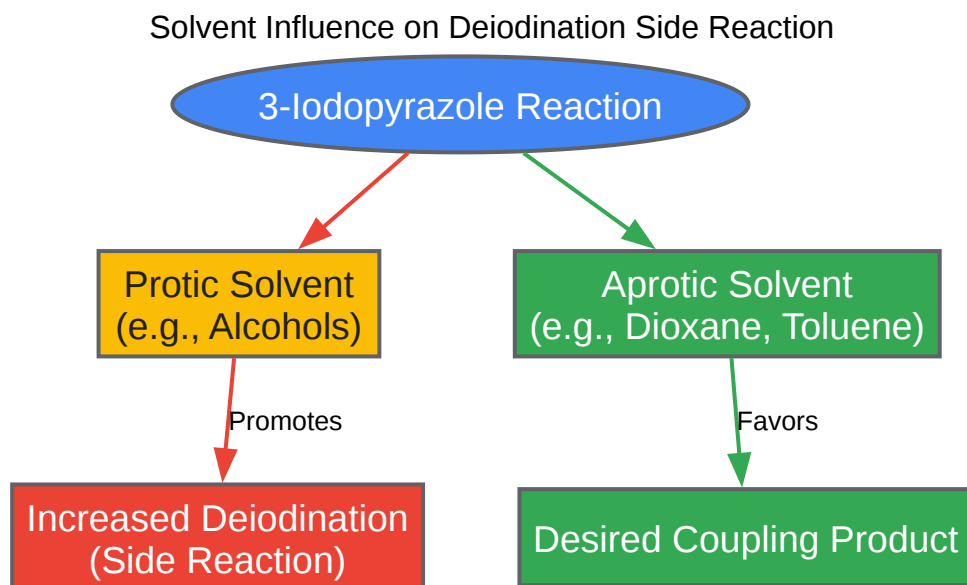 Solvent Influence on Deiodination Side Reaction
3-Iodopyrazole Reaction
Protic Solvent
(e.g., Alcohols)
Aprotic Solvent
(e.g., Dioxane, Toluene)
Promotes
Favors
Increased Deiodination
(Side Reaction)
Desired Coupling Product